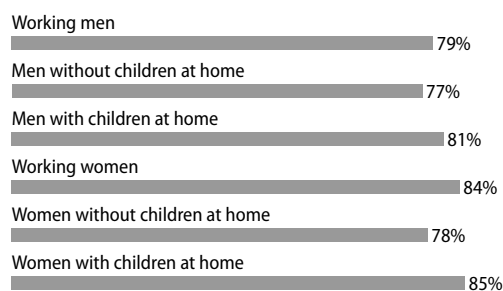 Working men
79%
Men without children at home
77%
Men with children at home
81%
Working women
84%
Women without children at home
78%
Women with children at home
85%